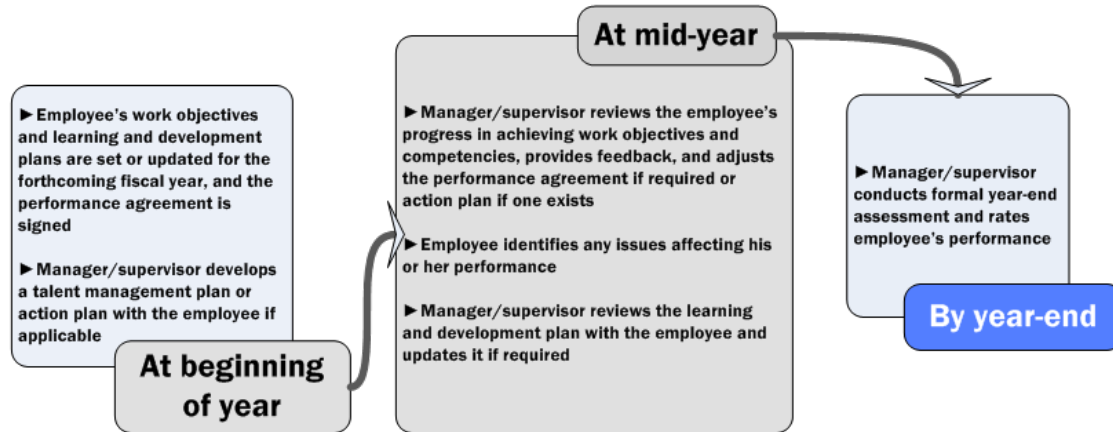 ► Employee's work objectives
and learning and development
plans are set or updated for the
forthcoming fiscal year, and the
performance agreement is
signed
► Manager/supervisor develops
a talent management plan or
action plan with the employee if
applicable
At beginning
of year
At mid-year
► Manager/supervisor reviews the employee's
progress in achieving work objectives and
competencies, provides feedback, and adjusts
the performance agreement if required or
action plan if one exists
► Employee identifies any issues affecting his
or her performance
► Manager/supervisor reviews the learning
and development plan with the employee and
updates it if required
► Manager/supervisor
conducts formal year-end
assessment and rates
employee's performance
By year-end